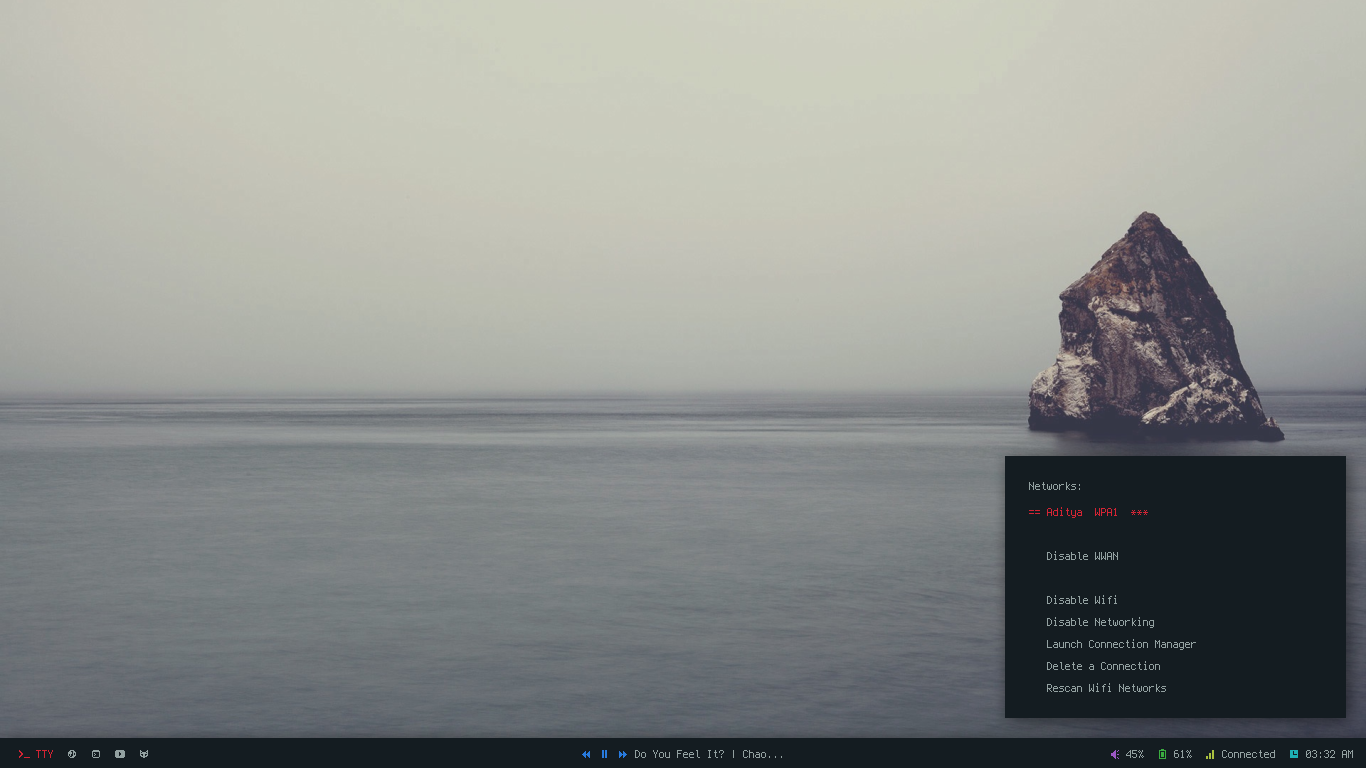 Networks:
== Aditya  WPA1  ***
Disable WWAN
Disable Wifi
Disable Networking
Launch Connection Manager
Delete a Connection
Rescan Wifi Networks
>_ TTY
Do You Feel It? | Chao...
45%
61%
Connected
03:32 AM